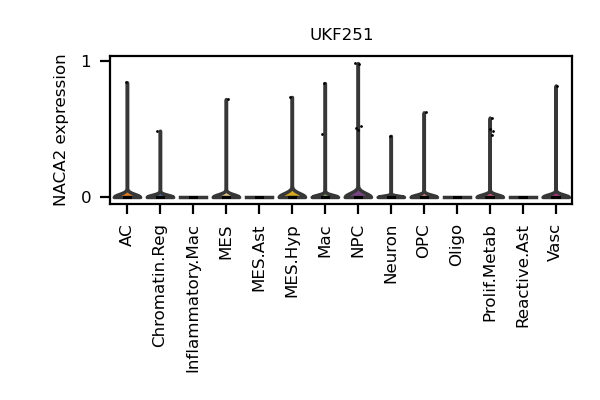 UKF251
NACA2 expression
1
0
AC
Chromatin.Reg
Inflammatory.Mac
MES
MES.Ast
MES.Hyp
Mac
NPC
Neuron
OPC
Oligo
Prolif.Metab
Reactive.Ast
Vasc